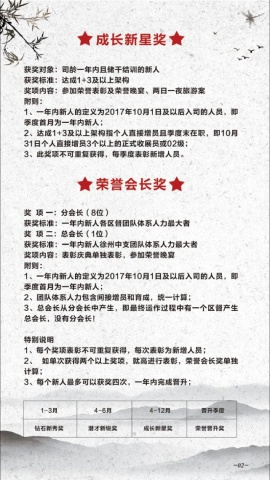 ★成长新星奖★
获奖对象：司龄一年内且储干结训的新人
获奖标准：达成1+3及以上架构
奖项内容：参加荣誉表彰及荣誉晚宴、两日一夜旅游案
附则：
1、一年内新人的定义为2017年10月1日及以后入司的人员，即
季度首月为一年内新人；
2、达成1+3及以上架构指个人直接增员且季度末在职，即10月
31日个人直接增员3个以上的正式收展员或02级；
3、此奖项不可重复获得，每季度表彰新增人员。
★荣誉会长奖★
奖 项 一：分会长（8位）
获奖标准：一年内新人各区督团队体系人力最大者
奖 项 二：总会长（1位）
获奖标准：一年内新人徐州中支团队体系人力最大者
奖项内容：表彰庆典单独表彰，参加荣誉晚宴
附则：
1、一年内新人的定义为2017年10月1日及以后入司的人员，即
季度首月为一年内新人；
2、团队体系人力包含间接增员和育成，统一计算；
3、总会长从分会长中产生，即最终运作过程中有一个区督产生
总会长，没有分会长！
特别说明
1、每个奖项表彰不可重复获得，每次表彰为新增人员；
2、 如单次获得两个以上奖项，就高进行表彰，荣誉会长奖单独
计算；
3、每个新人最多可以获奖四次，一年内完成晋升；
1-3月 4-6月 4-12月 晋升季度
钻石新秀奖 潜才新锐奖 成长新星奖 荣誉晋升奖
-02-